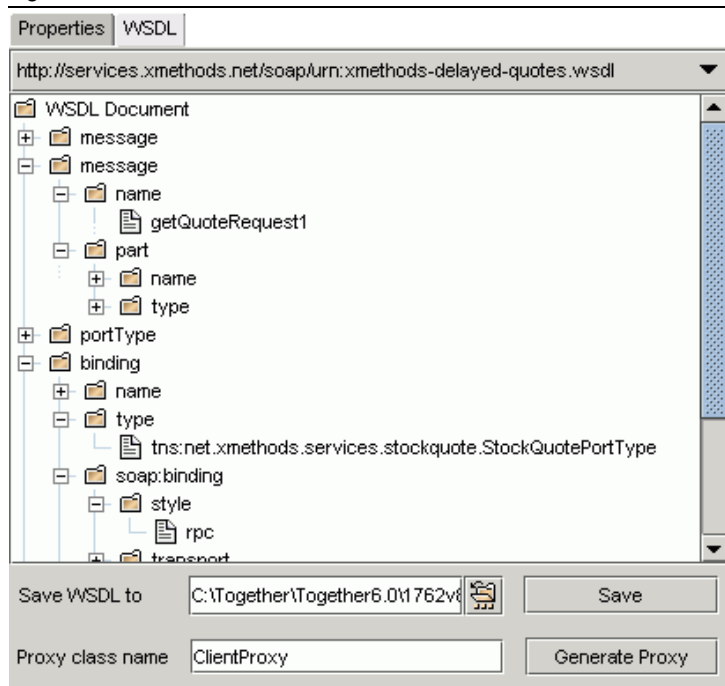 Properties WSDL
http://services.xmethods.net/soap/urn:xmethods-delayed-quotes.wsdl
WSDL Document
message
message
name
getQuoteRequest1
part
name
type
portType
binding
name
type
tns:net.xmethods.services.stockquote.StockQuotePortType
soap:binding
style
rpc
transport
Save WSDL to C:\Together\Together6.0\1762v Save
Proxy class name ClientProxy Generate Proxy